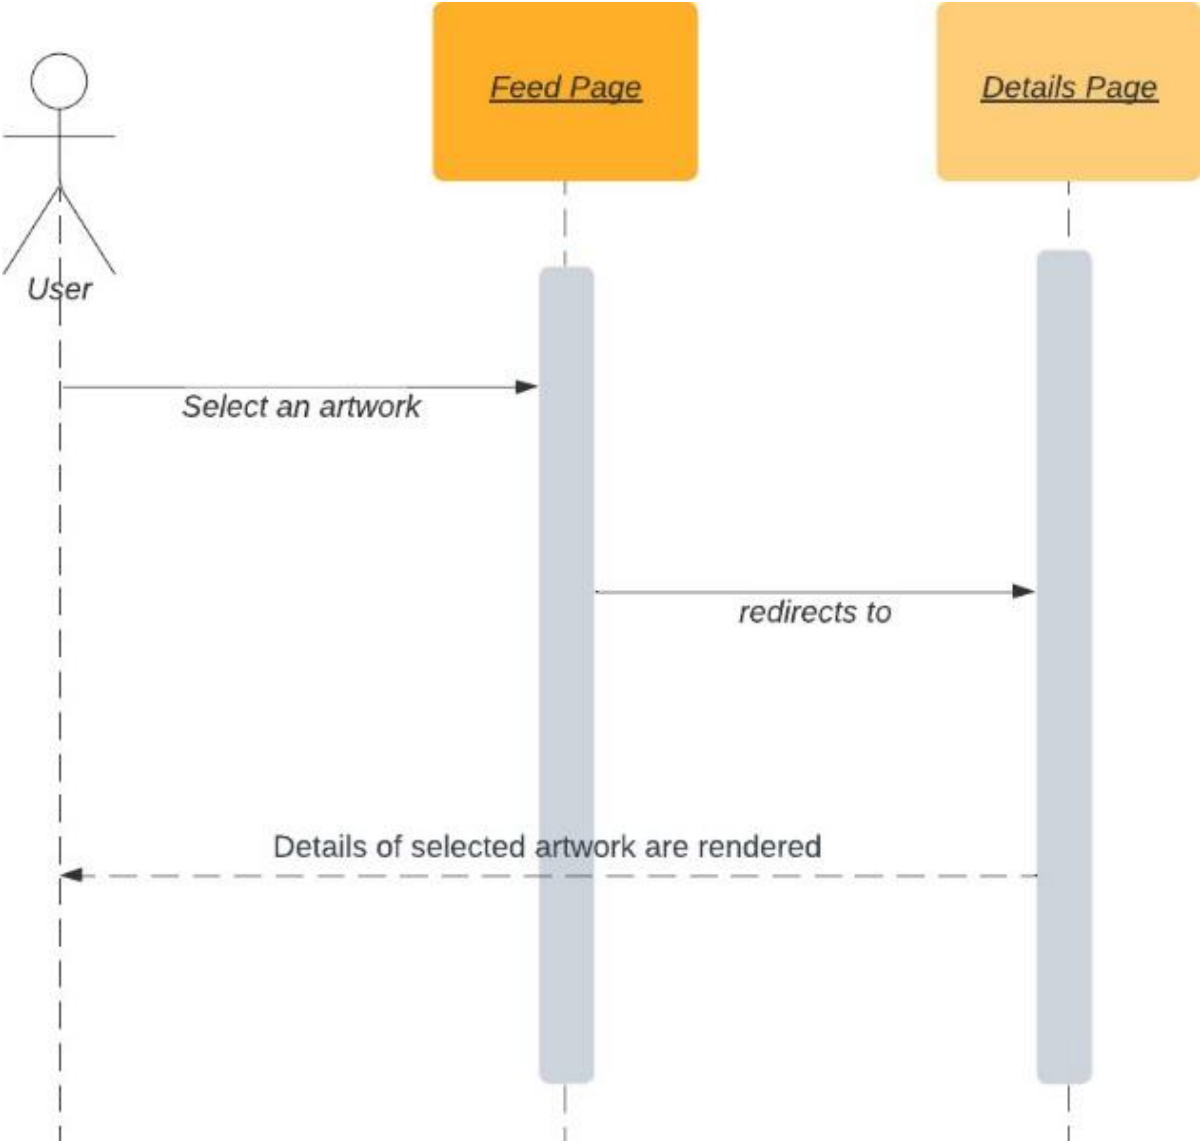 Feed Page
Details Page
User
Select an artwork
redirects to
Details of selected artwork are rendered